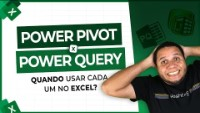 POWER PIVOT
X
POWER QUERY
QUANDO USAR CADA
UM NO EXCEL?